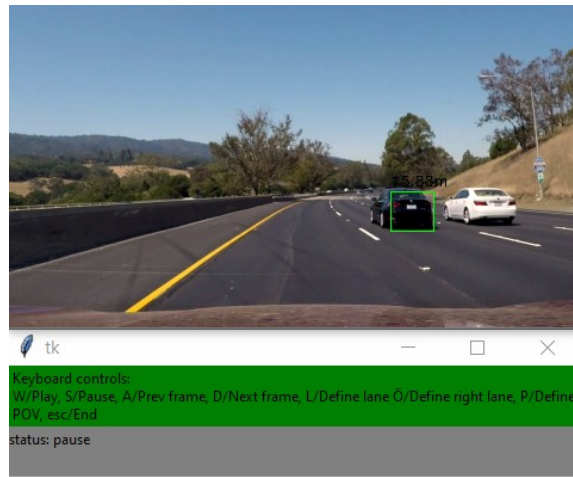 15.83m
tk
Keyboard controls:
W/Play, S/Pause, A/Prev frame, D/Next frame, L/Define lane Ö/Define right lane, P/Define
POV, esc/End
status: pause